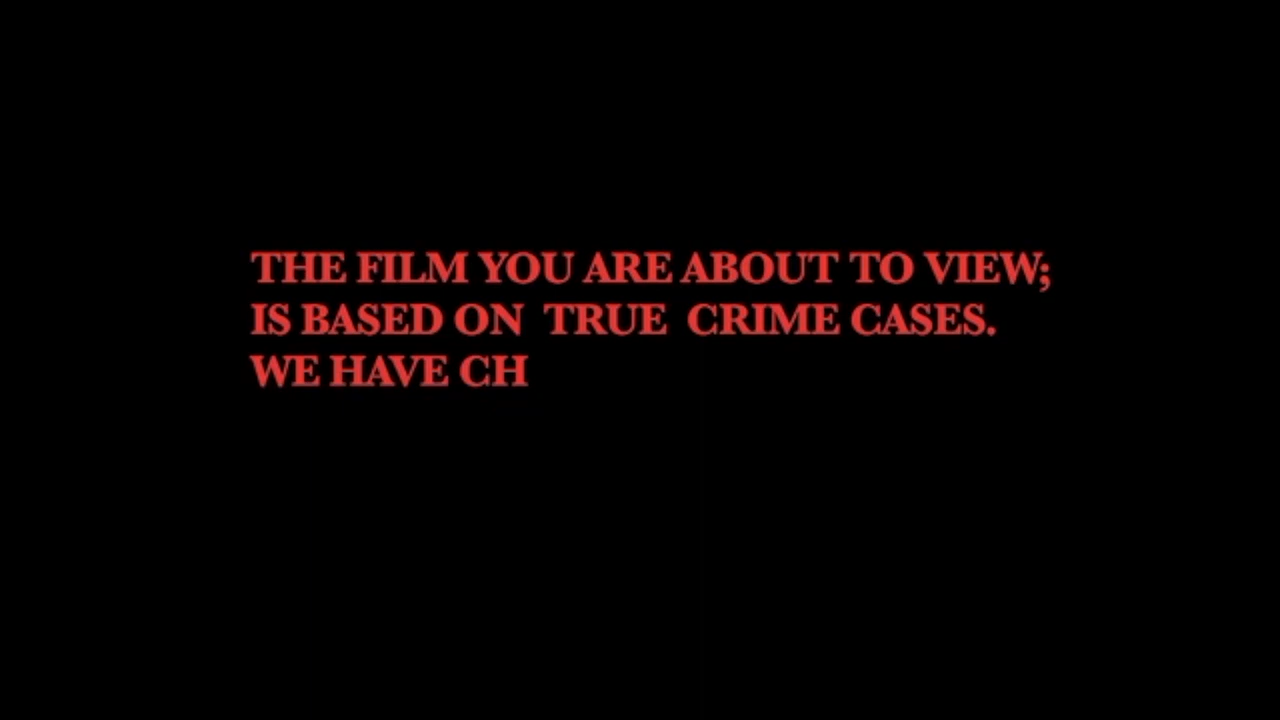 THE FILM YOU ARE ABOUT TO VIEW;
IS BASED ON TRUE CRIME CASES.
WE HAVE CH